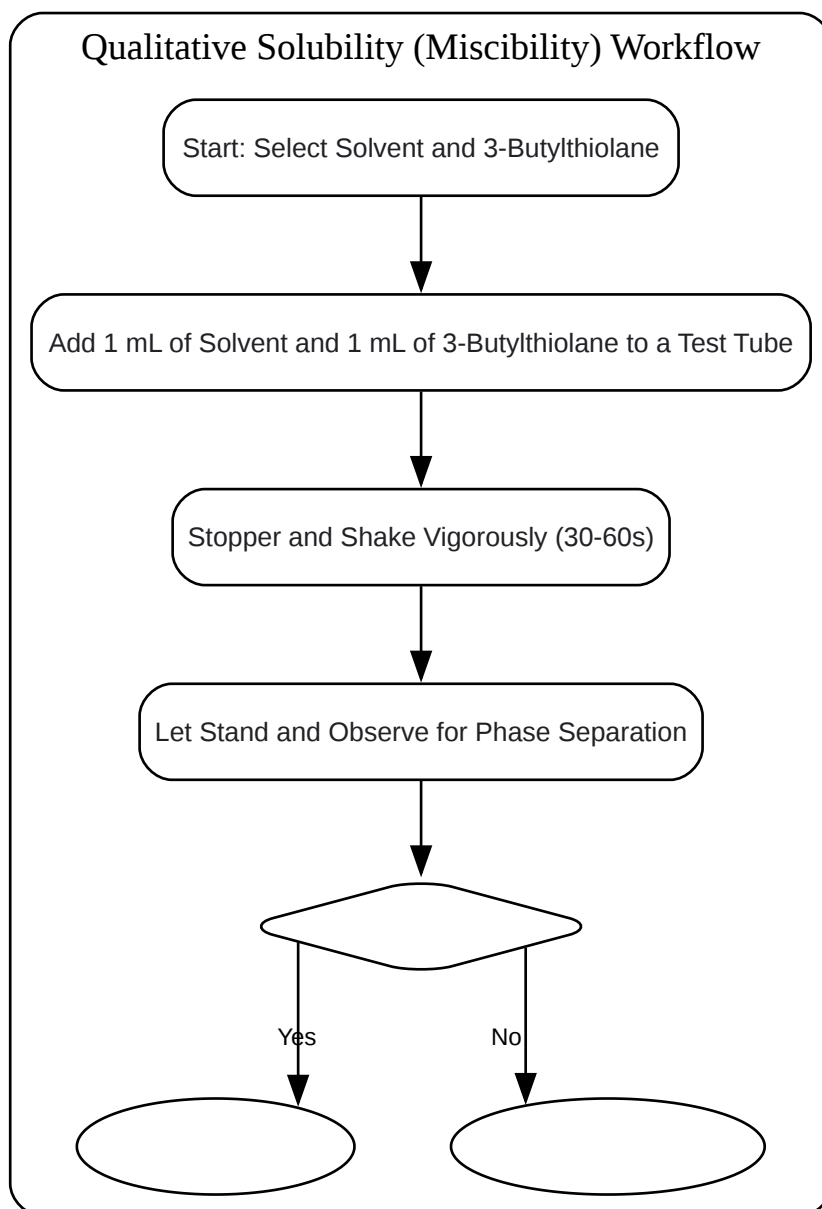 Qualitative Solubility (Miscibility) Workflow
Start: Select Solvent and 3-Butylthiolane
Add 1 mL of Solvent and 1 mL of 3-Butylthiolane to a Test Tube
Stopper and Shake Vigorously (30-60s)
Let Stand and Observe for Phase Separation
Yes
No